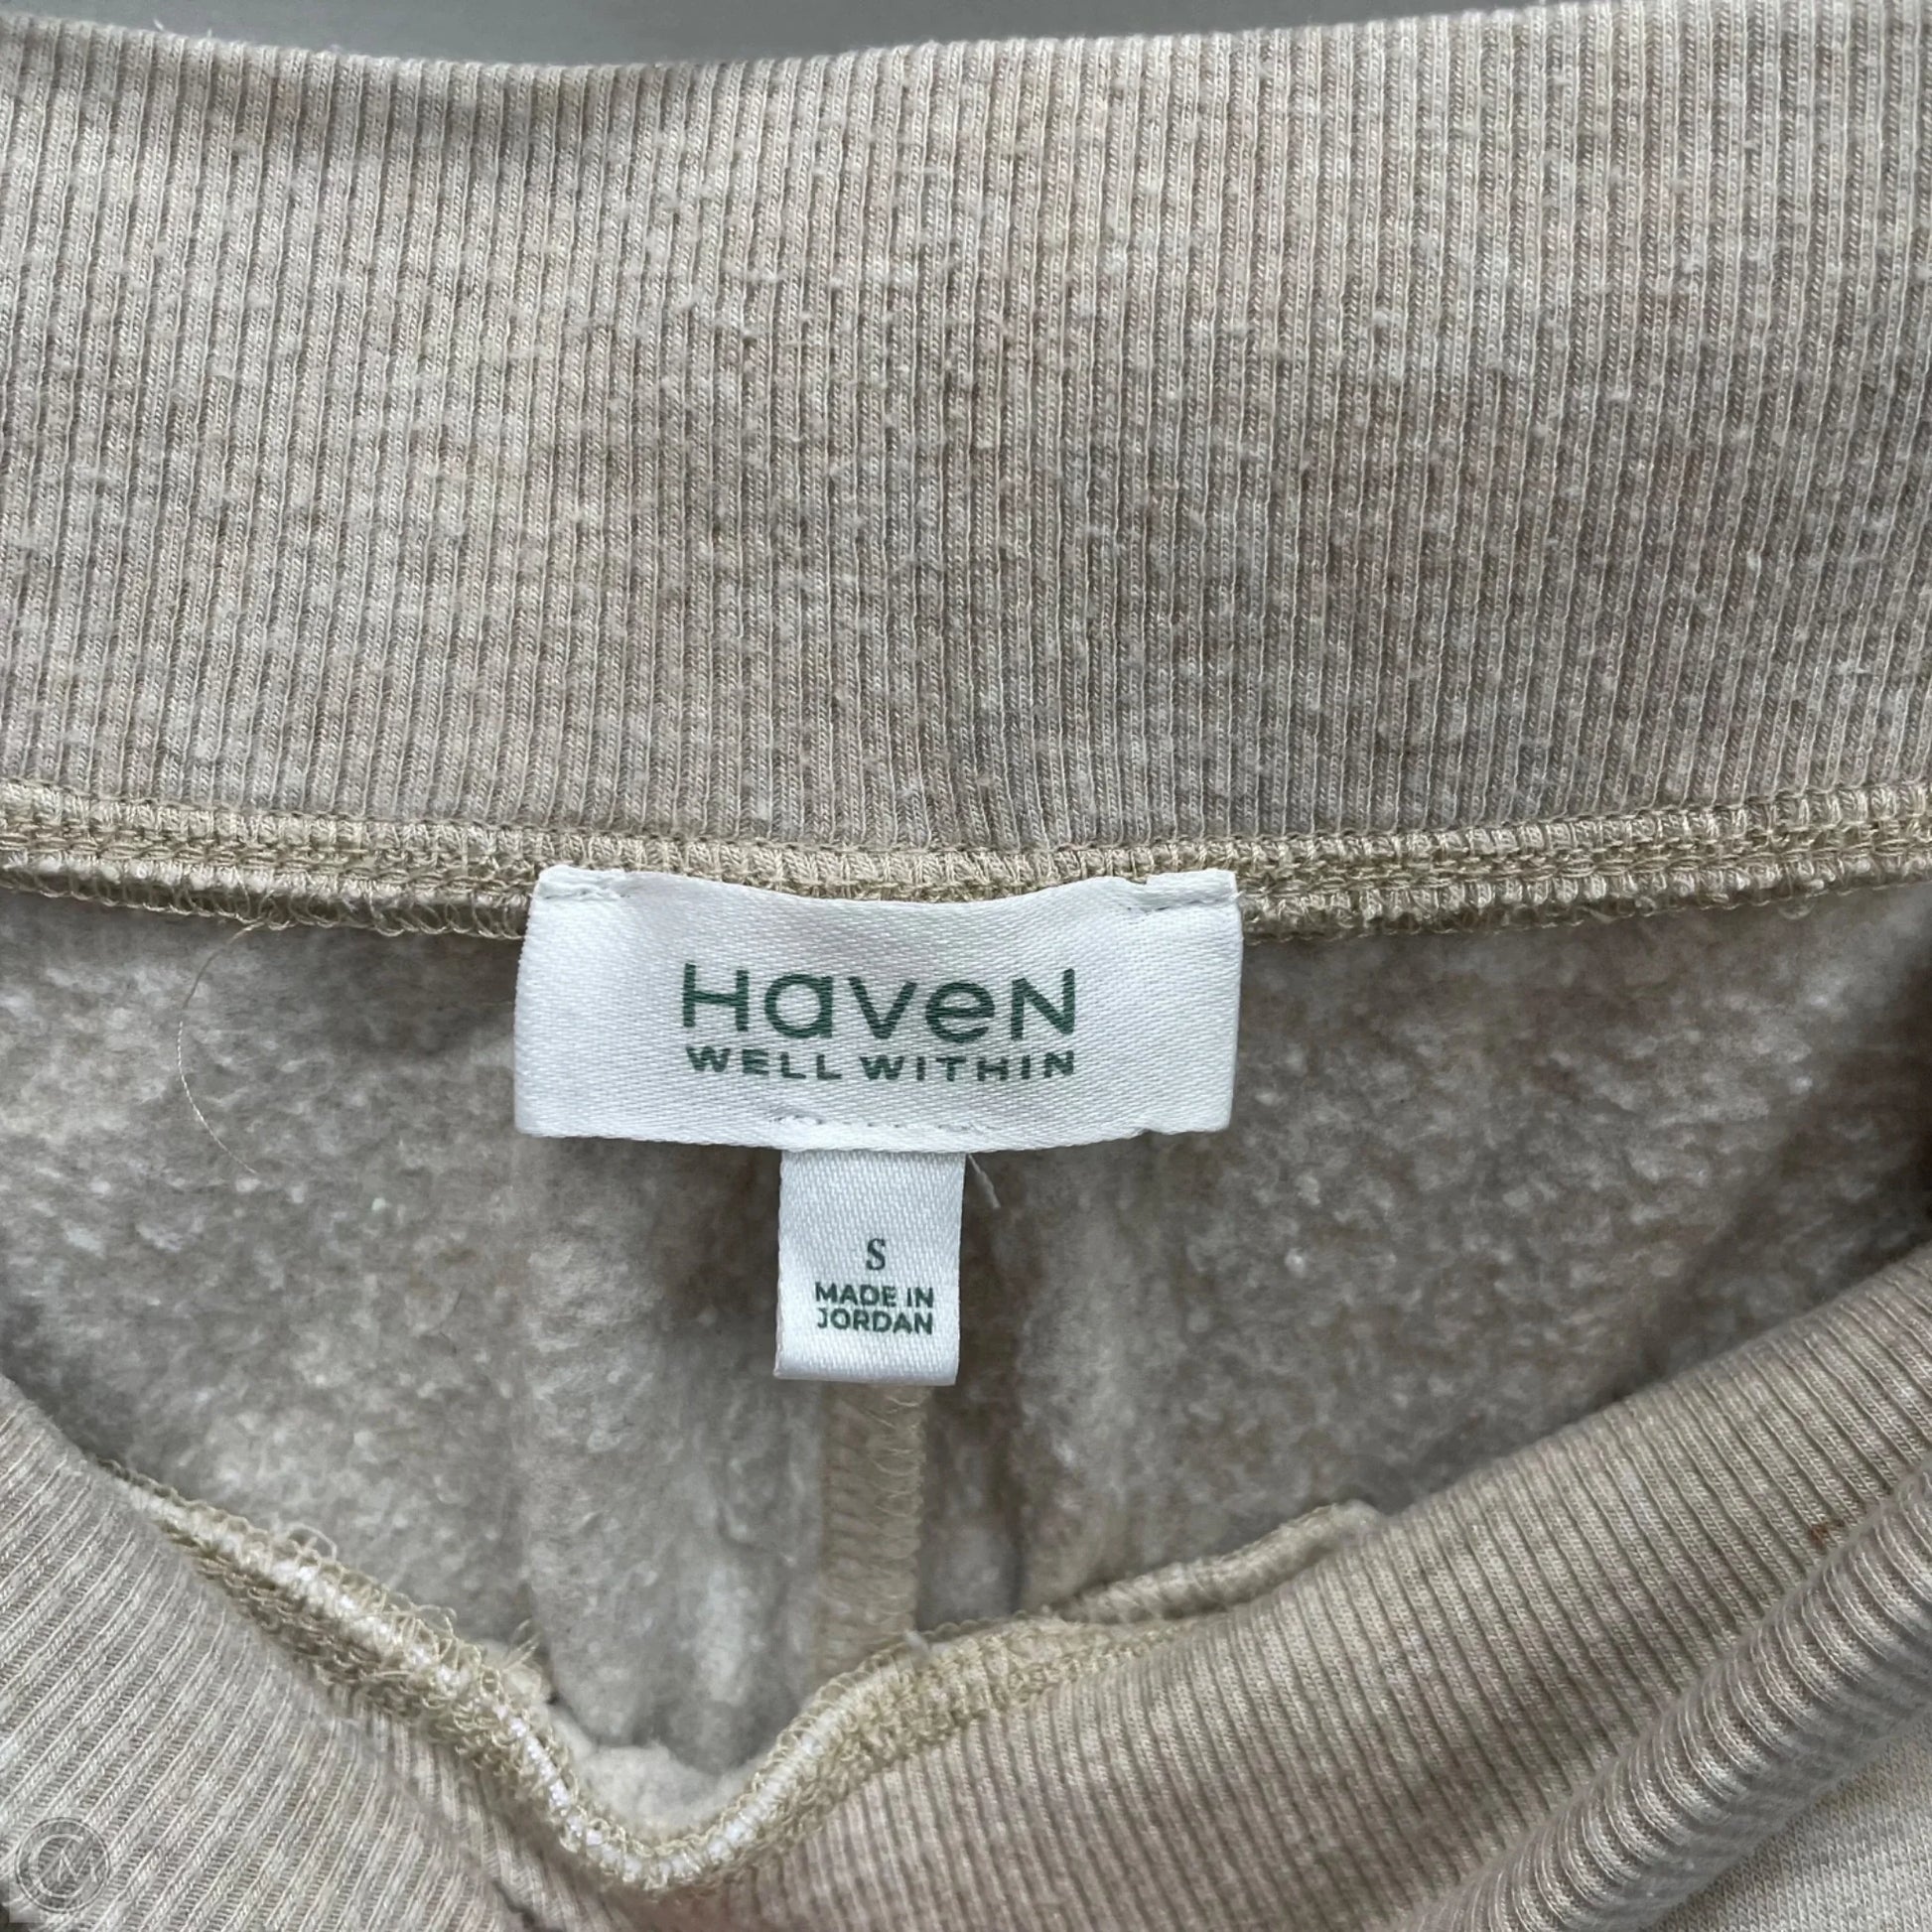 HaveN
WELL WITHIN
S
MADE IN
JORDAN